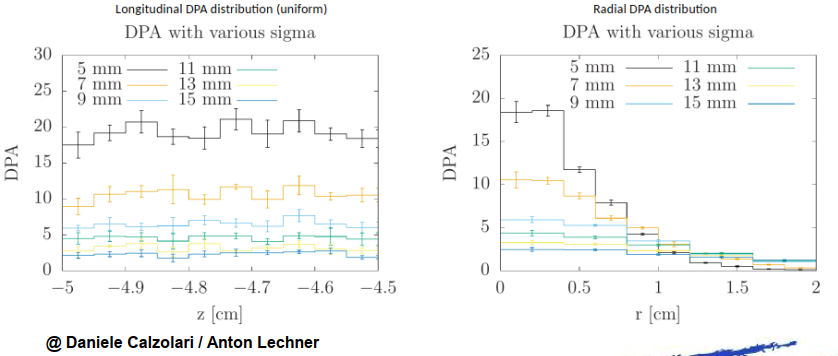 Longitudinal DPA distribution (uniform)
DPA with various sigma
30
25
20
15
10
5
0
DPA
5 mm 11 mm
7 mm 13 mm
9 mm 15 mm
−5 −4.9 −4.8 −4.7 −4.6 −4.5
z [cm]
Radial DPA distribution
DPA with various sigma
25
20
15
10
5
0
DPA
5 mm 11 mm
7 mm 13 mm
9 mm 15 mm
0 0.5 1 1.5 2
r [cm]
@ Daniele Calzolari / Anton Lechner